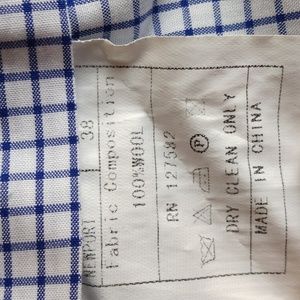 NEWPORT 38
Fabric Composition
100%WOOL
RN 127582
DRY CLEAN ONLY
MADE IN CHINA